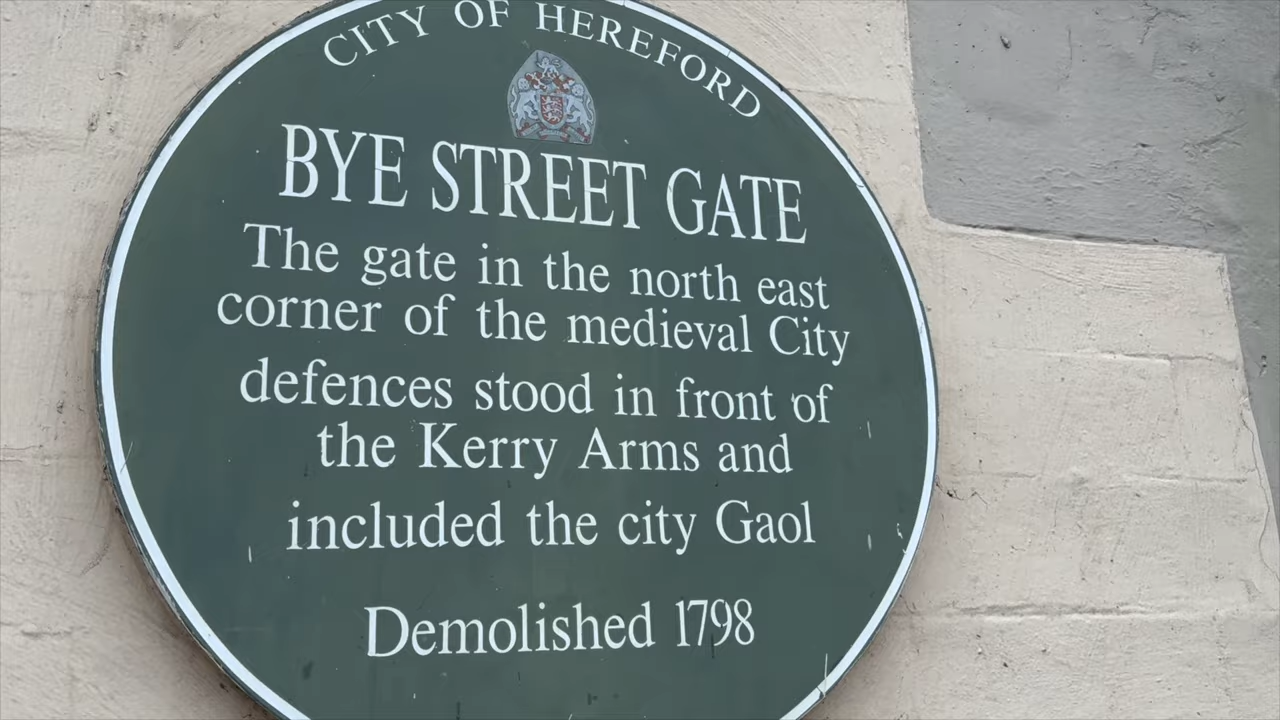 CITY OF HEREFORD
BYE STREET GATE
The gate in the north east
corner of the medieval City
defences stood in front of
the Kerry Arms and
included the city Gaol
Demolished 1798